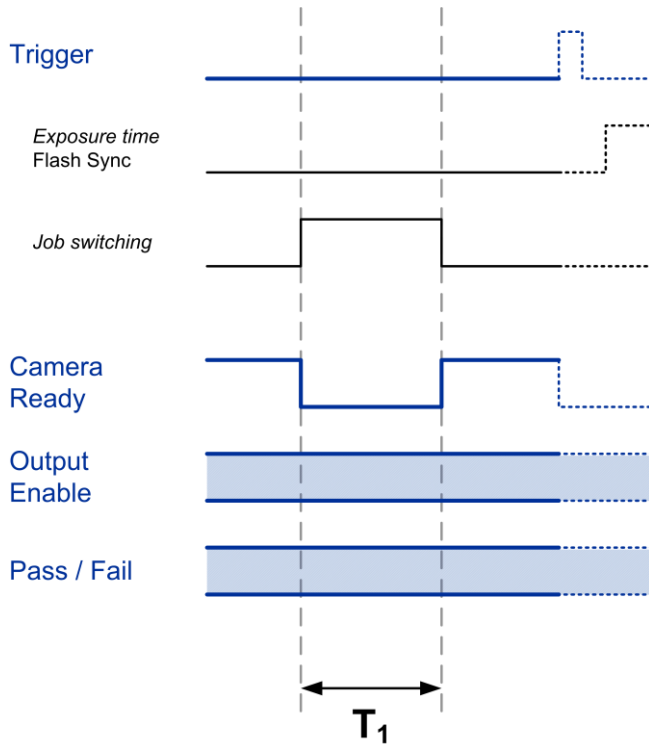 Trigger
Exposure time
Flash Sync
Job switching
Camera
Ready
Output
Enable
Pass / Fail
T₁